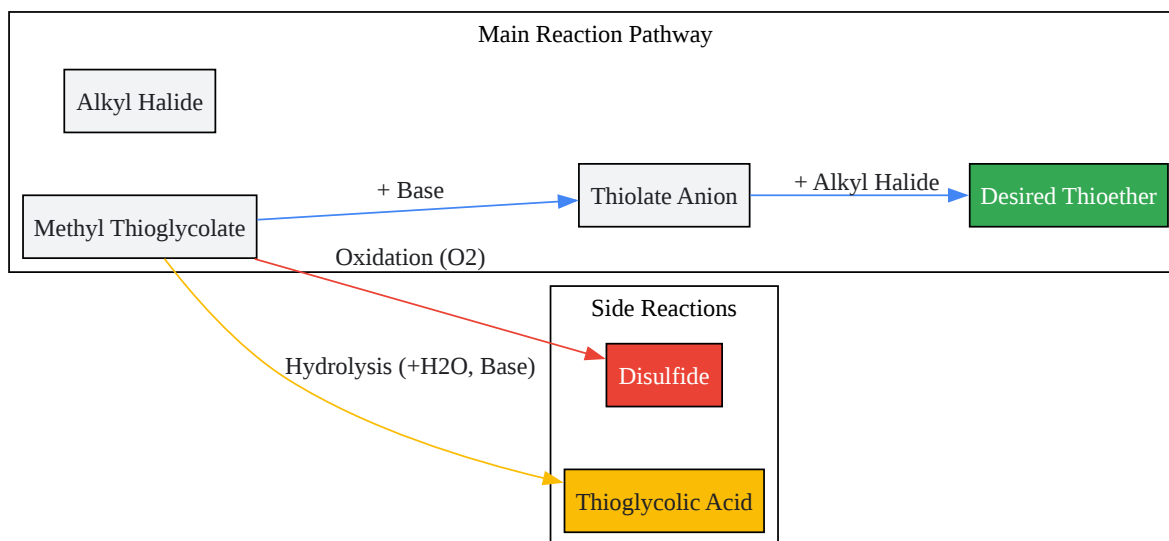 Main Reaction Pathway
Alkyl Halide
Methyl Thioglycolate
+ Base
Thiolate Anion
+ Alkyl Halide
Desired Thioether
Oxidation (O2)
Side Reactions
Hydrolysis (+H2O, Base)
Disulfide
Thioglycolic Acid